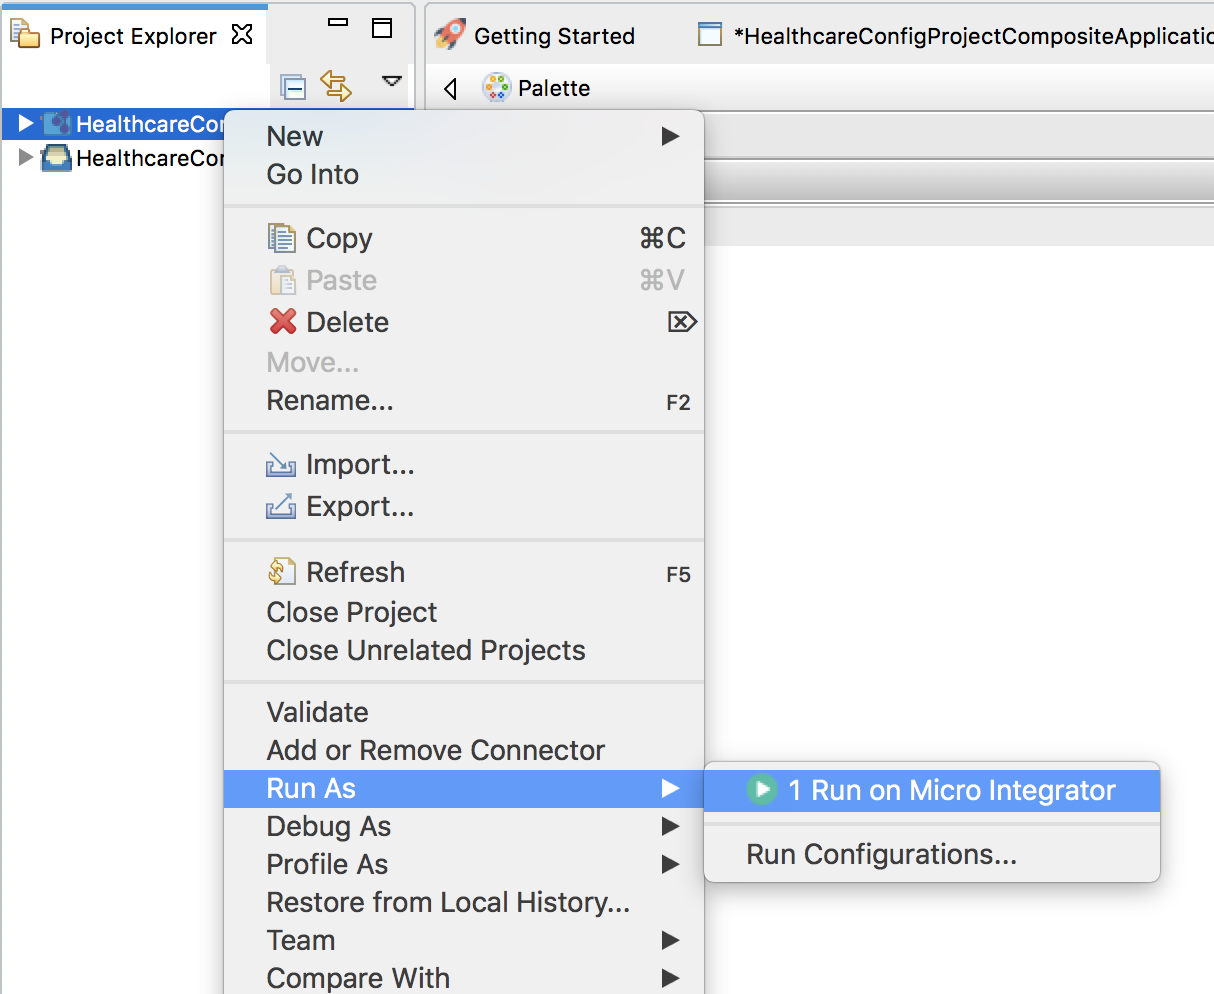 Project Explorer
Getting Started
*HealthcareConfigProjectCompositeApplicatio
Palette
HealthcareCor
HealthcareCor
New
Go Into
Copy ⌘C
Paste ⌘V
Delete ⌦
Move...
Rename... F2
Import...
Export...
Refresh F5
Close Project
Close Unrelated Projects
Validate
Add or Remove Connector
Run As
1 Run on Micro Integrator
Debug As
Run Configurations...
Profile As
Restore from Local History...
Team
Compare With